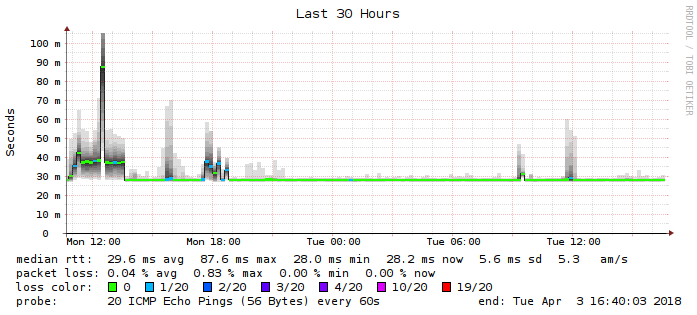 Last 30 Hours
RRDTOOL / TOBI OETIKER
Seconds
100 m
90 m
80 m
70 m
60 m
50 m
40 m
30 m
20 m
10 m
0
Mon 12:00 Mon 18:00 Tue 00:00 Tue 06:00 Tue 12:00
median rtt: 29.6 ms avg 87.6 ms max 28.0 ms min 28.2 ms now 5.6 ms sd 5.3 am/s
packet loss: 0.04 % avg 0.83 % max 0.00 % min 0.00 % now
loss color: 0 1/20 2/20 3/20 4/20 10/20 19/20
probe: 20 ICMP Echo Pings (56 Bytes) every 60s end: Tue Apr 3 16:40:03 2018